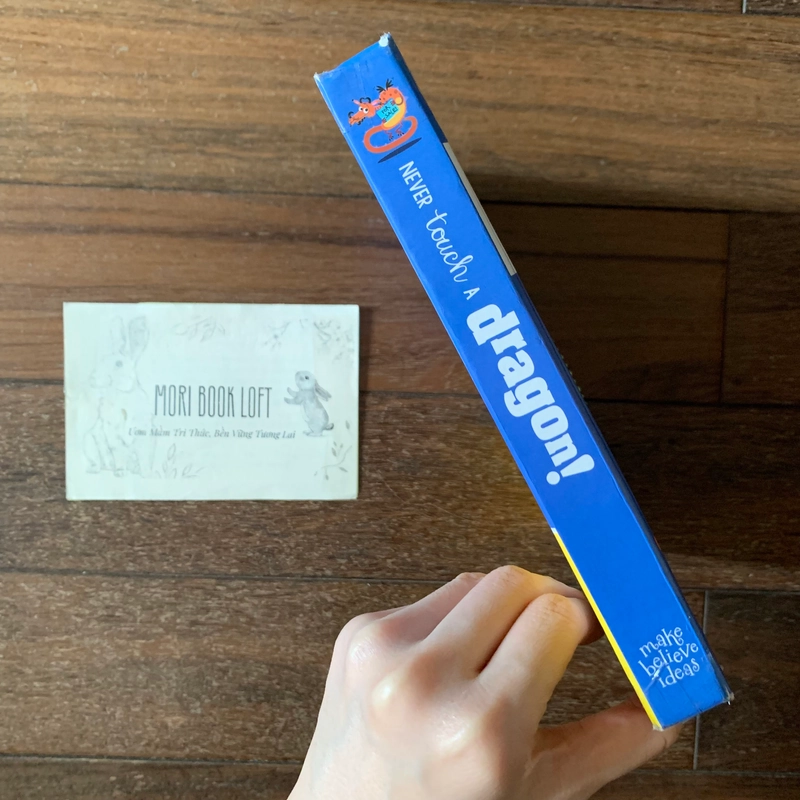 MORI BOOK LOFT
Ươm Mầm Tri Thức, Bền Vững Tương Lai
NEVER touch A dragon!
make
believe
ideas